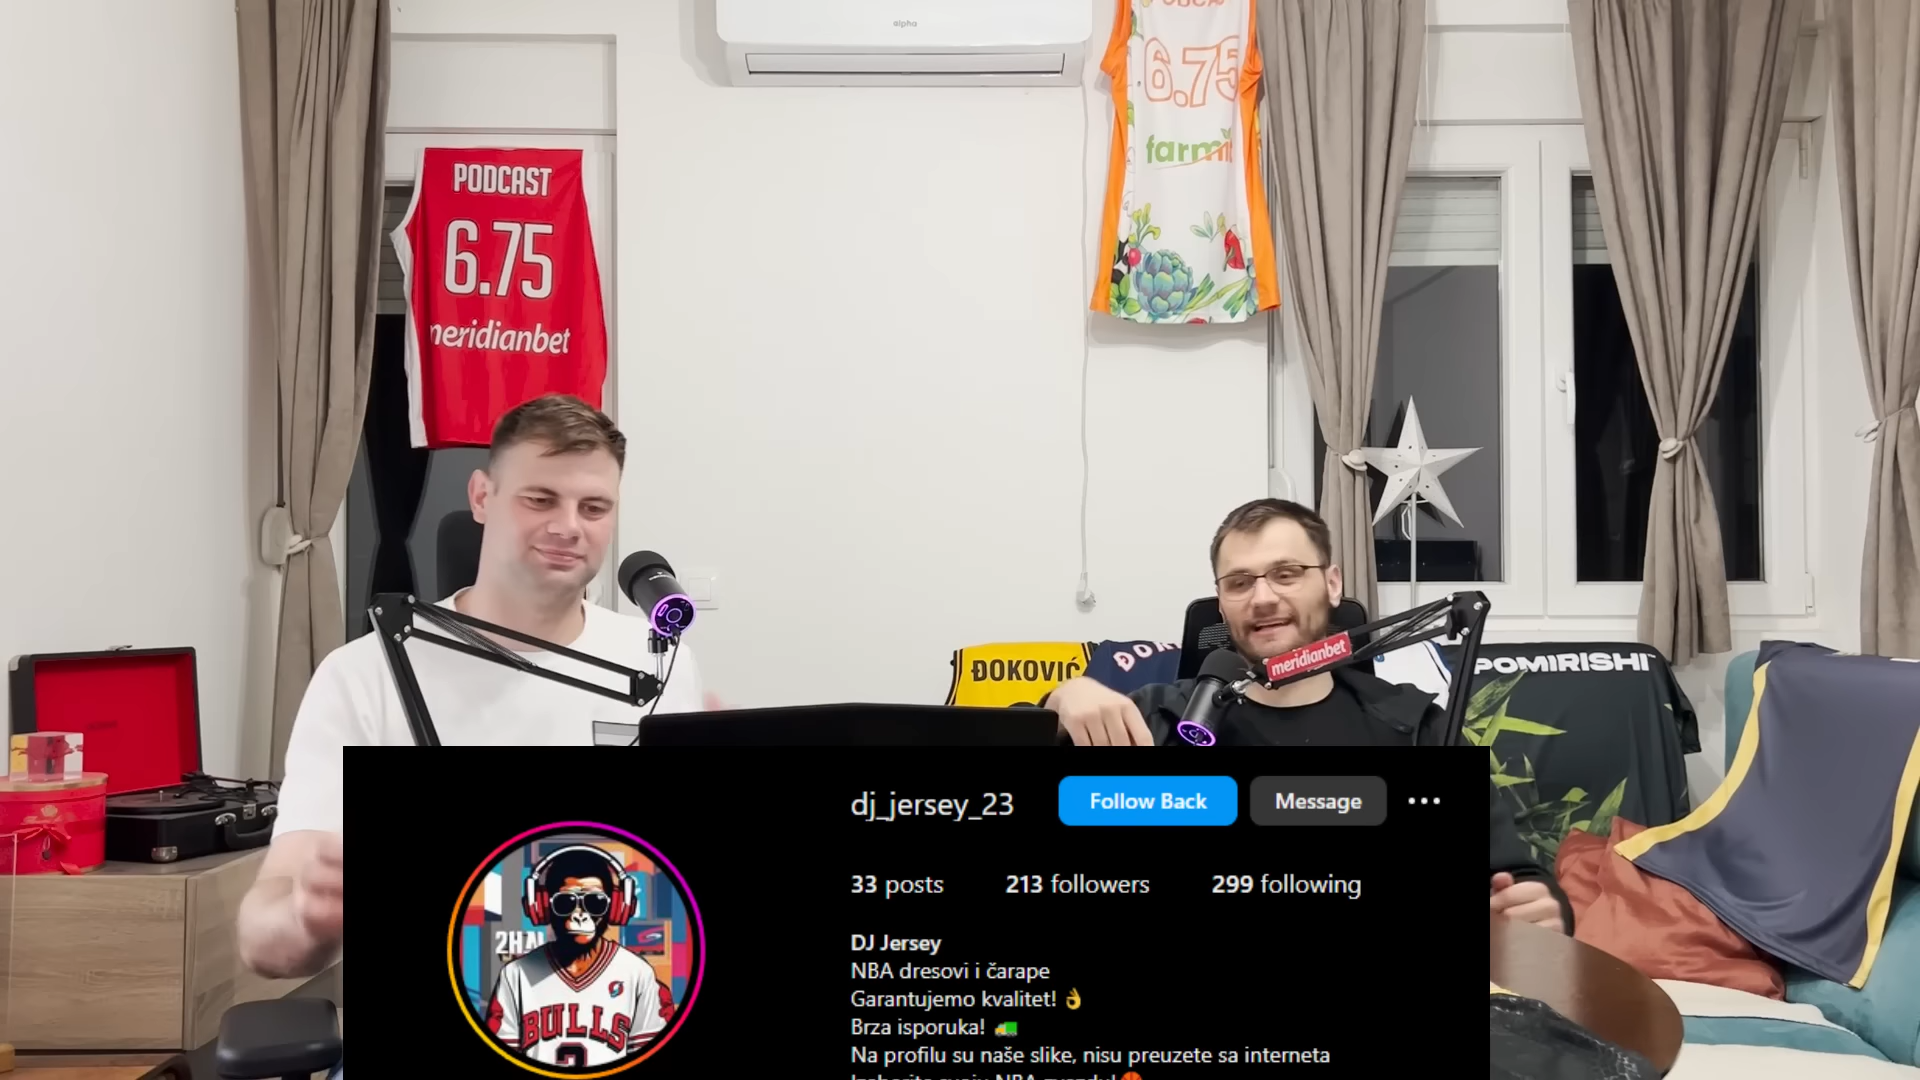 alpha
6.75
PODCAST
6.75
meridianbet
ĐOKOVIĆ
meridianbet
POMIRISHI
dj_jersey_23
Follow Back
Message
33 posts
213 followers
299 following
DJ Jersey
NBA dresovi i čarape
Garantujemo kvalitet! 👌
Brza isporuka! 🚚
Na profilu su naše slike, nisu preuzete sa interneta
BULLS